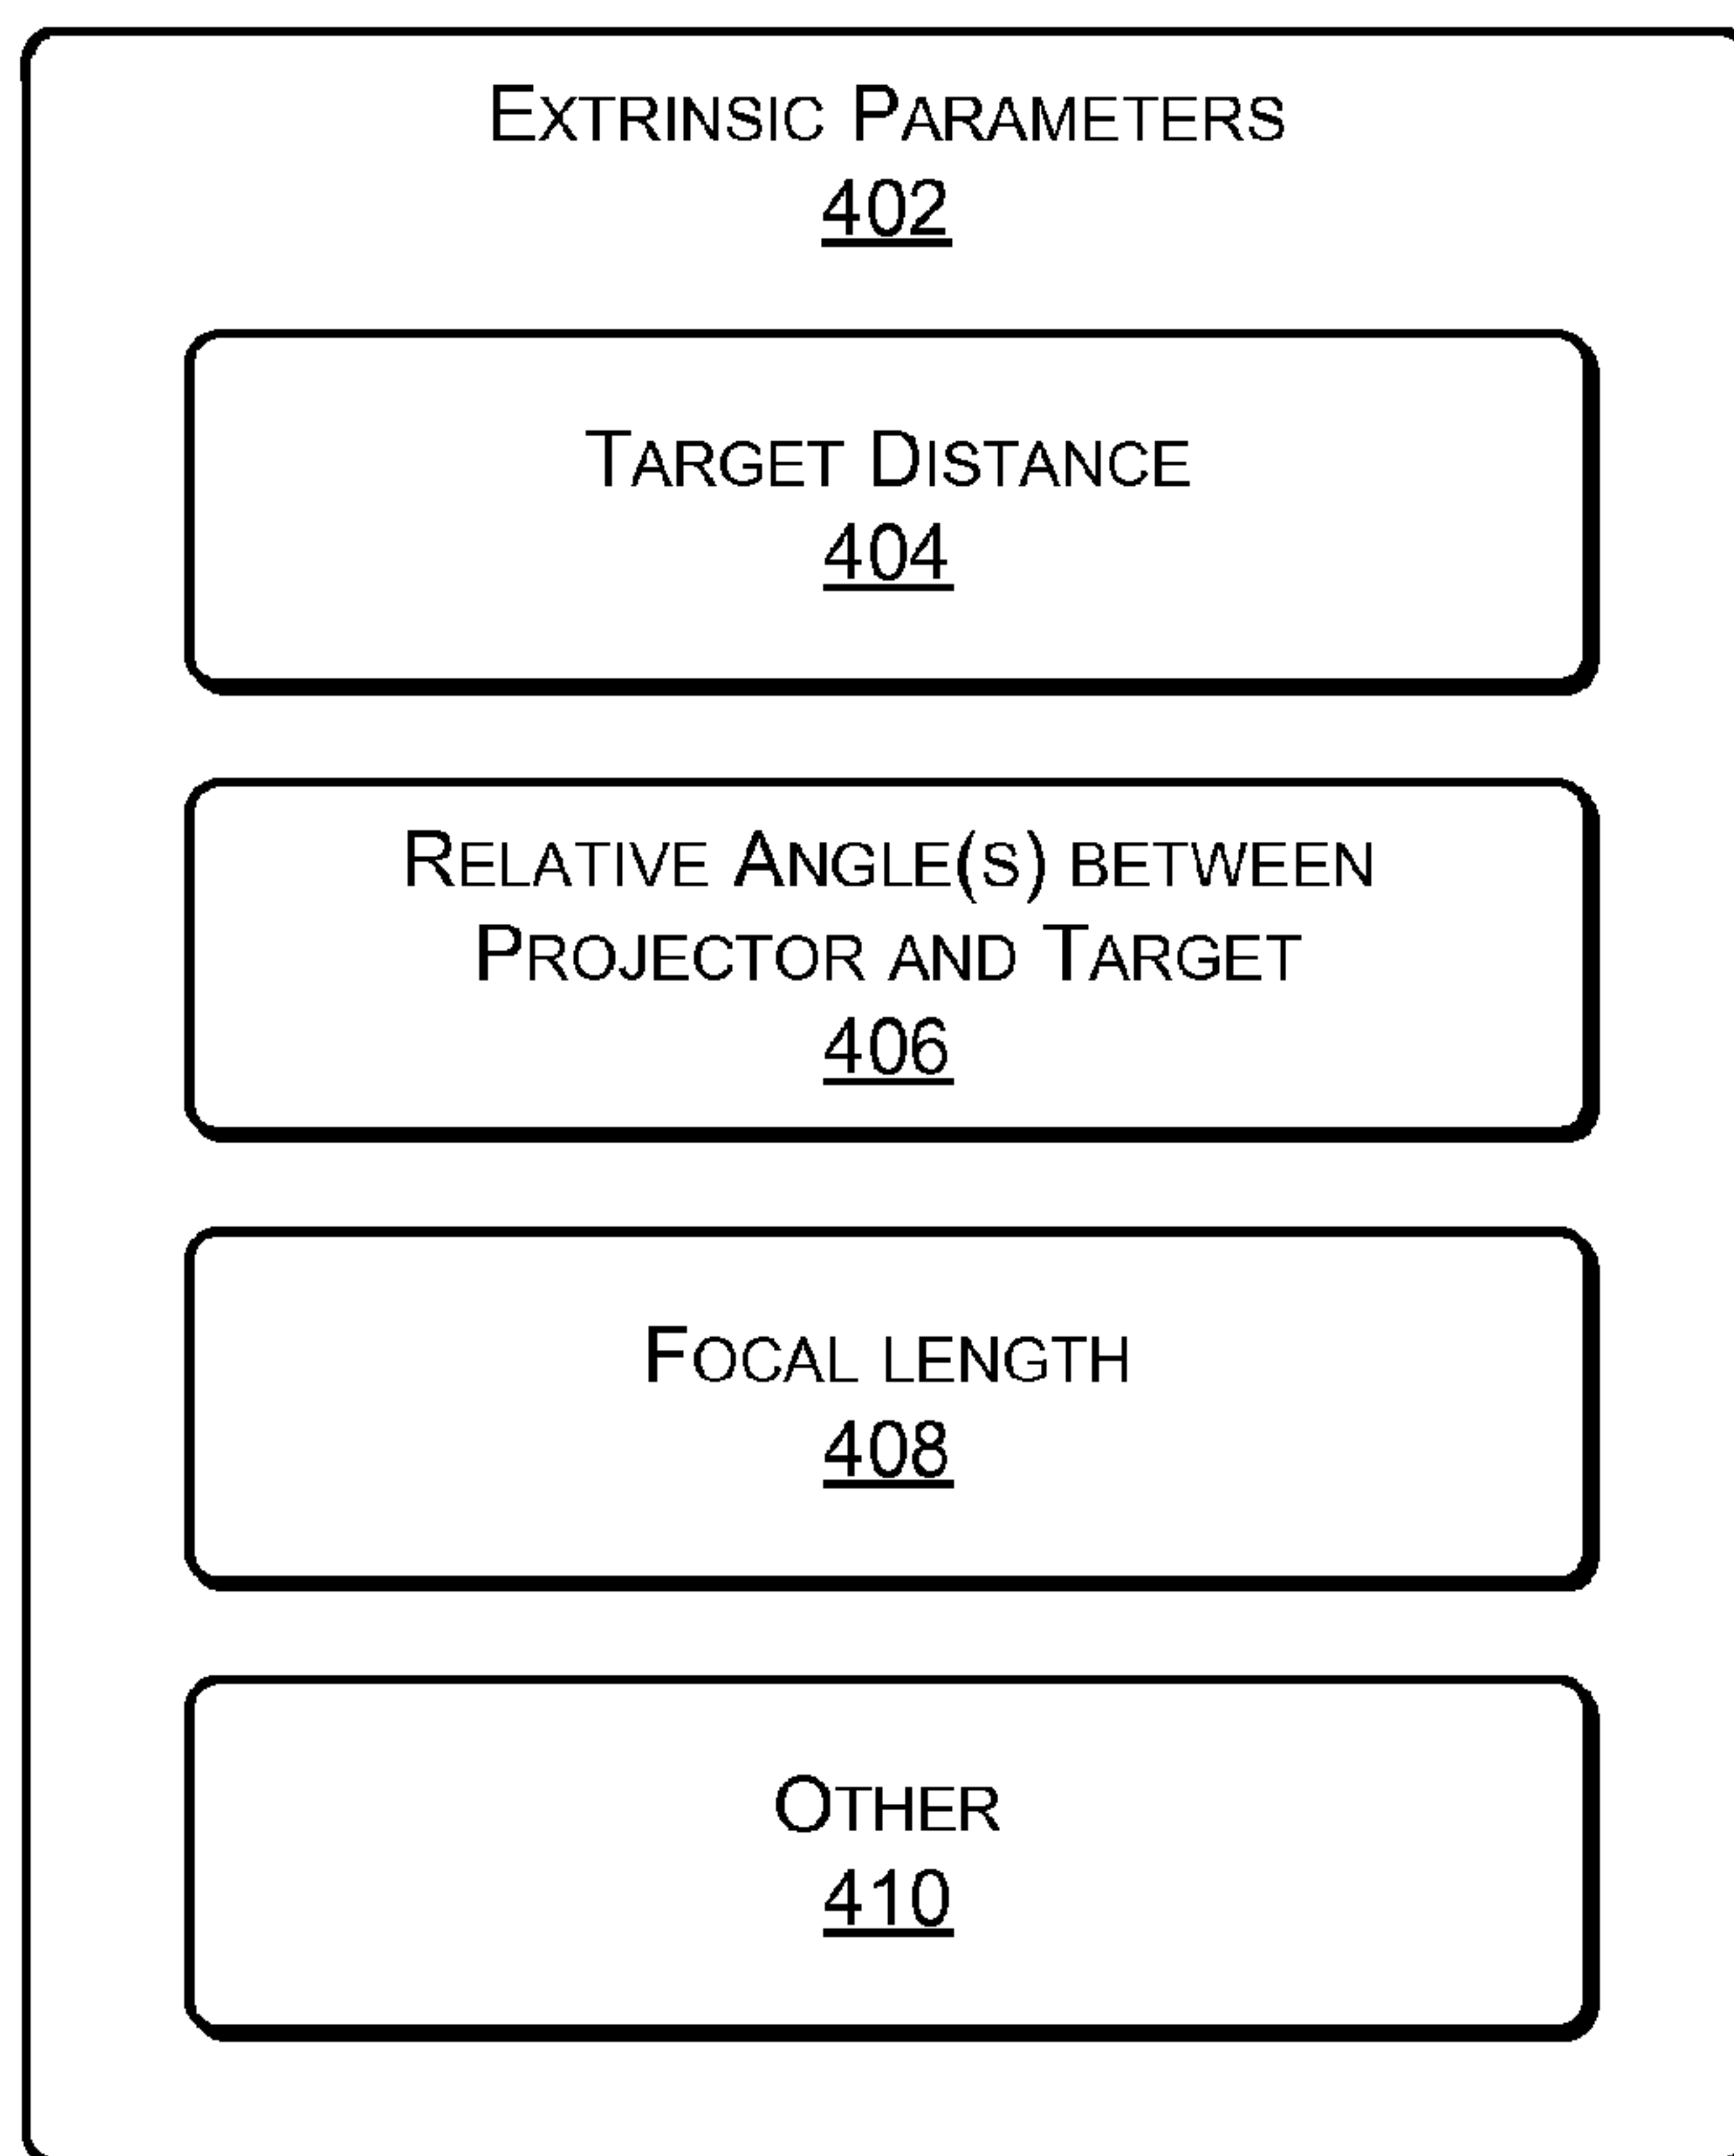 EXTRINSIC PARAMETERS
402
TARGET DISTANCE
404
RELATIVE ANGLE(S) BETWEEN
PROJECTOR AND TARGET
406
FOCAL LENGTH
408
OTHER
410